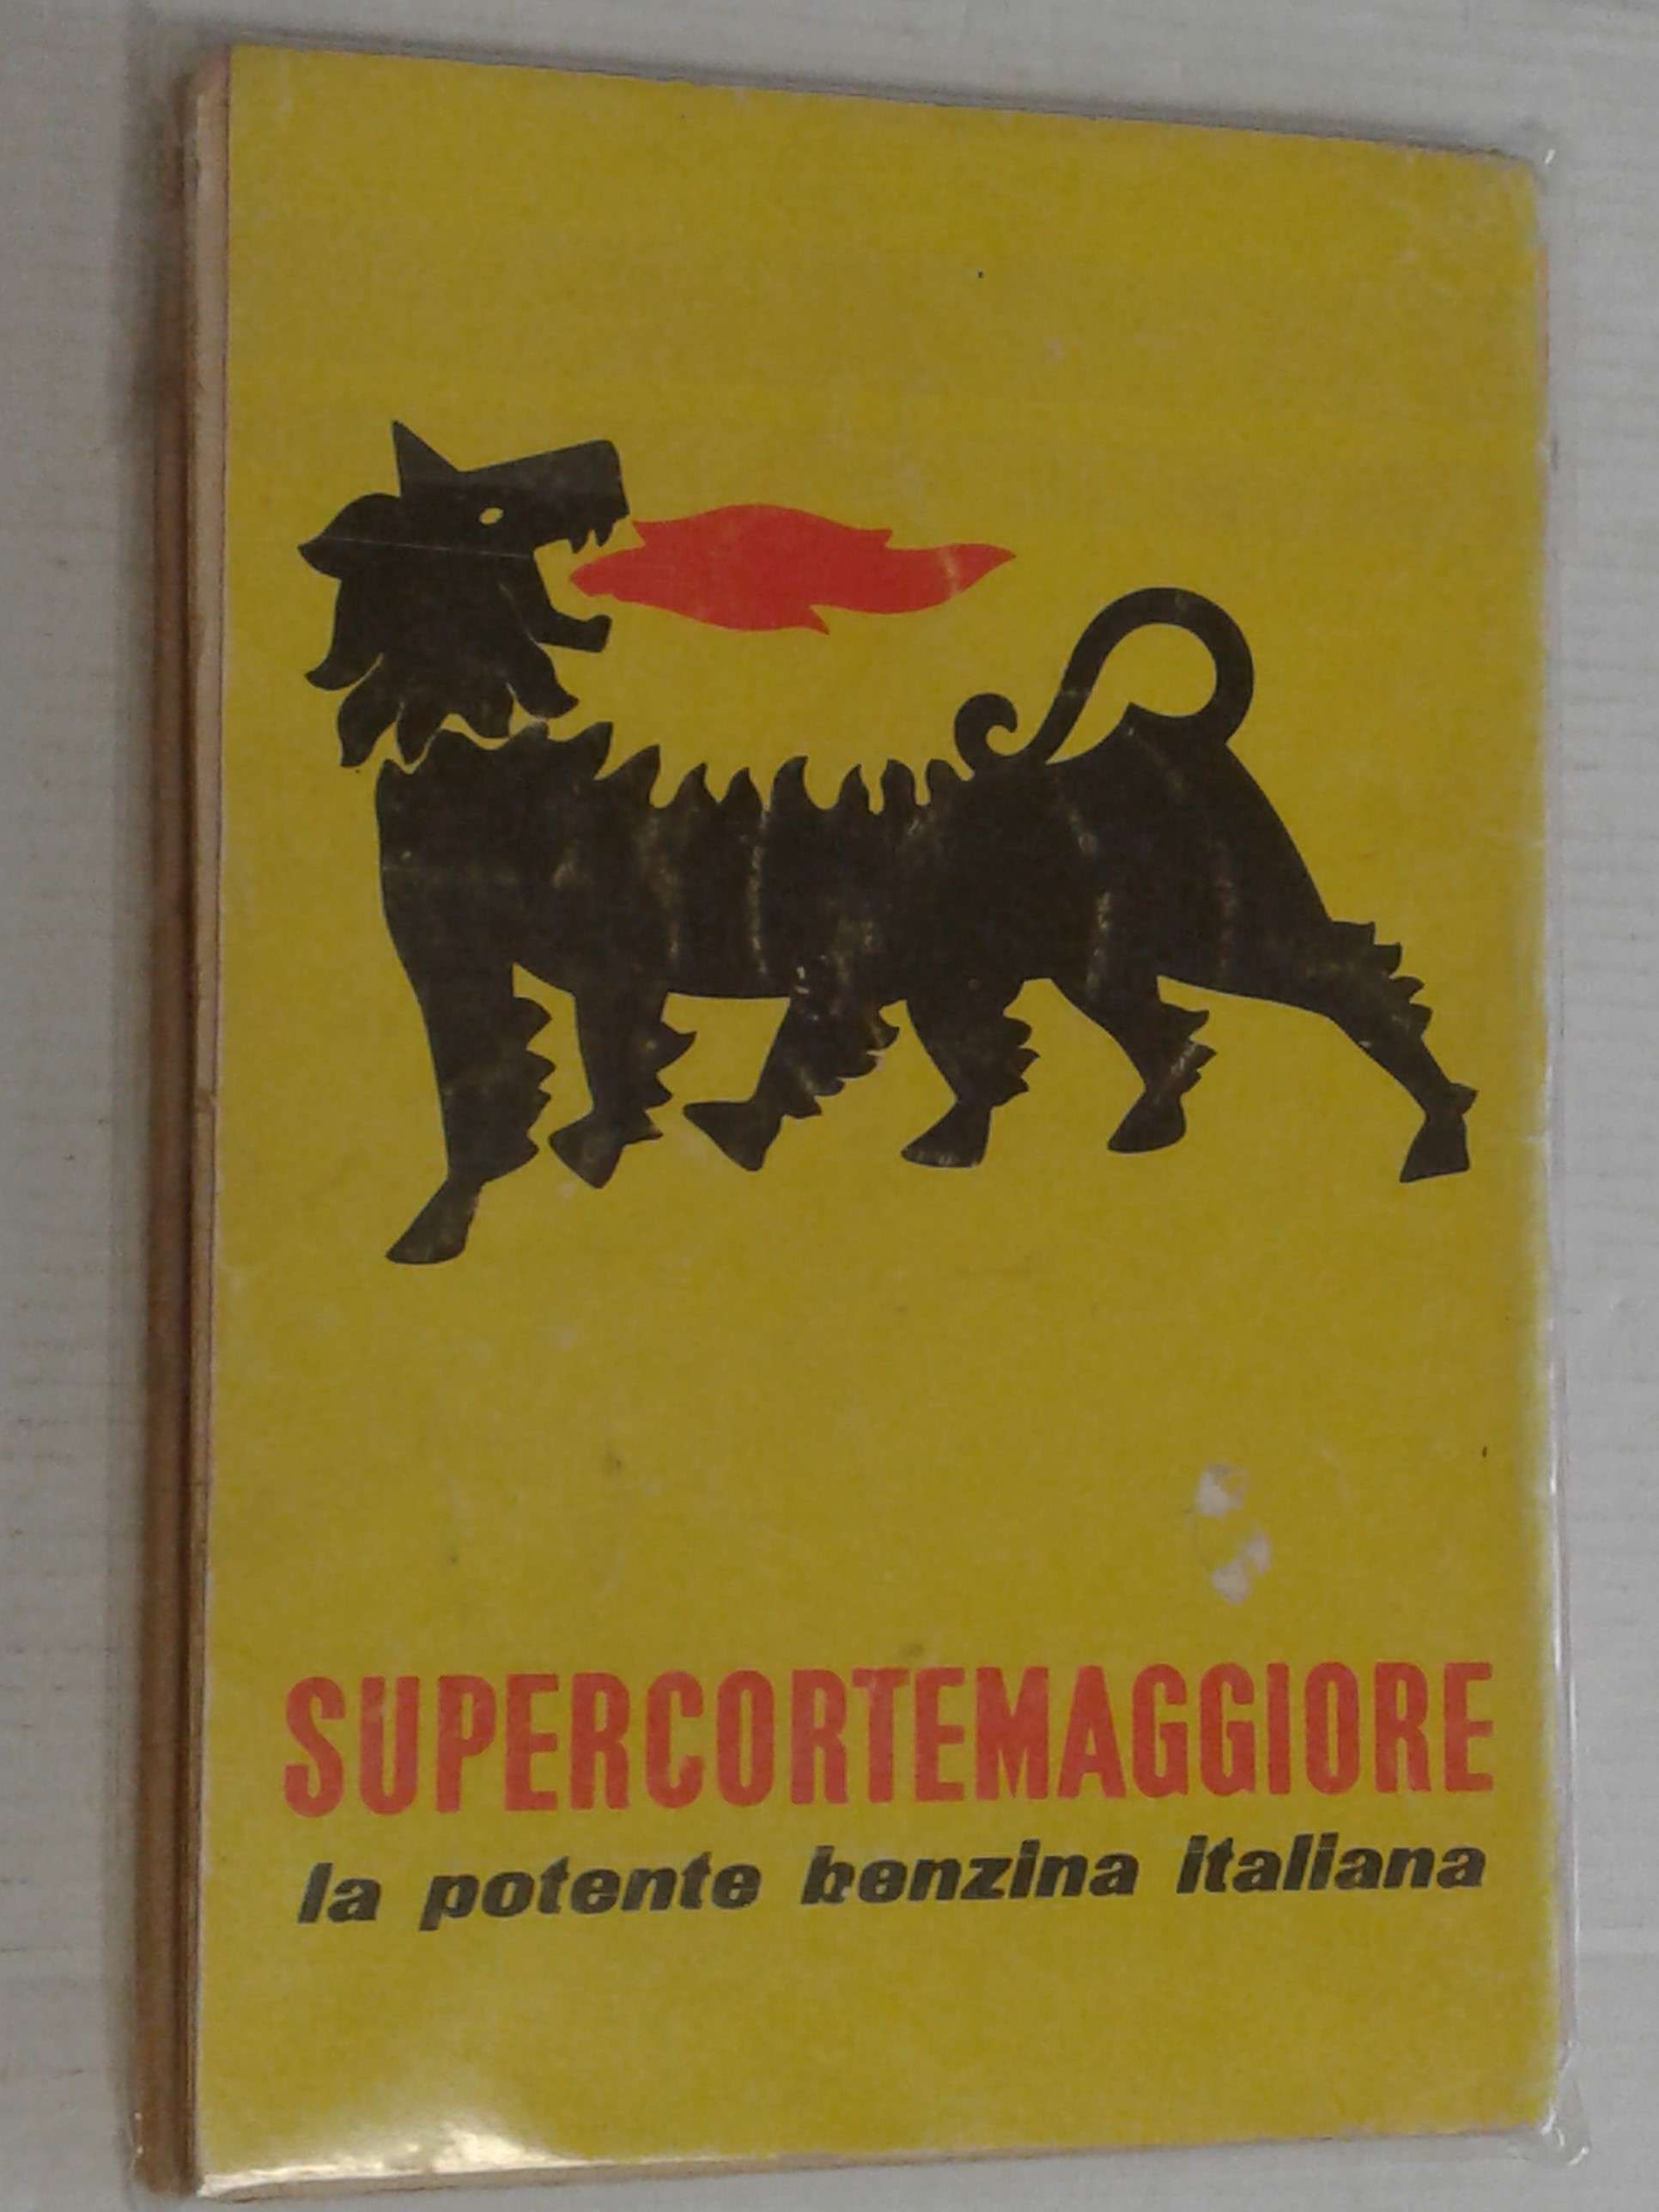 SUPERCORTEMAGGIORE
la potente benzina italiana